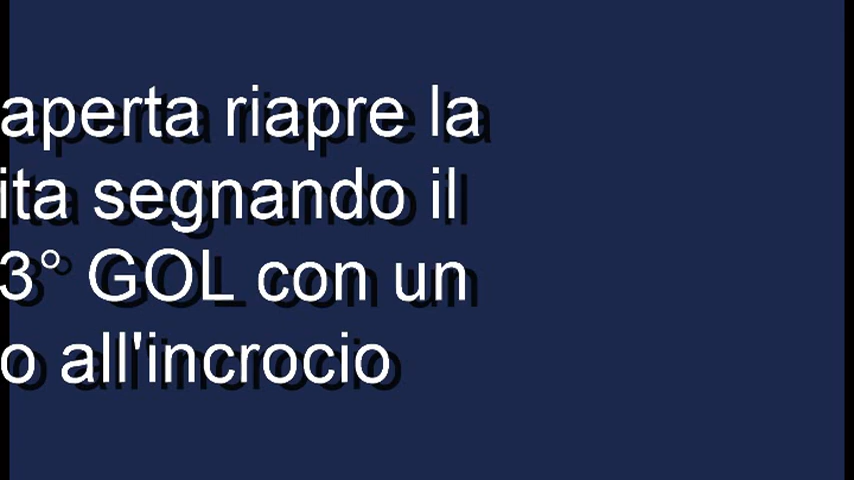 aperta riapre la
ita segnando il
3° GOL con un
o all'incrocio